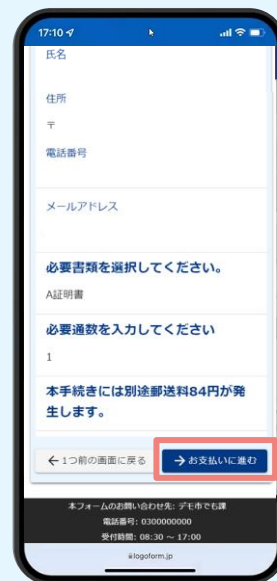 17:10
氏名
住所
〒
電話番号
メールアドレス
必要書類を選択してください。
A証明書
必要通数を入力してください
1
本手続きには別途郵送料84円が発
生します。
← 1つ前の画面に戻る
→ お支払いに進む
本フォームのお問い合わせ先: デモ市でも課
電話番号: 0300000000
受付時間: 08:30 ~ 17:00
logoform.jp